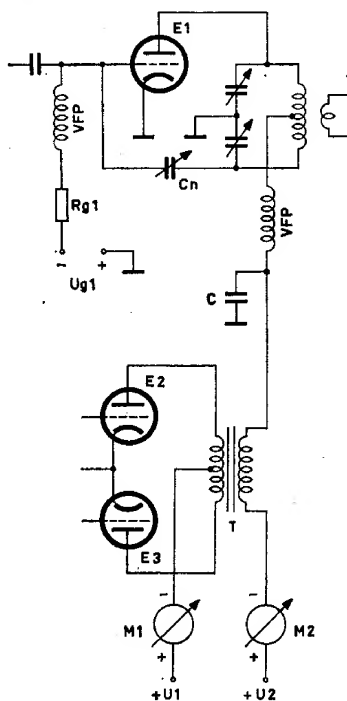 E1
VFP
Cn
Rg1
VFP
- +
Ug1
C
E2
E3
T
- -
M1 M2
+ +
+U1 +U2